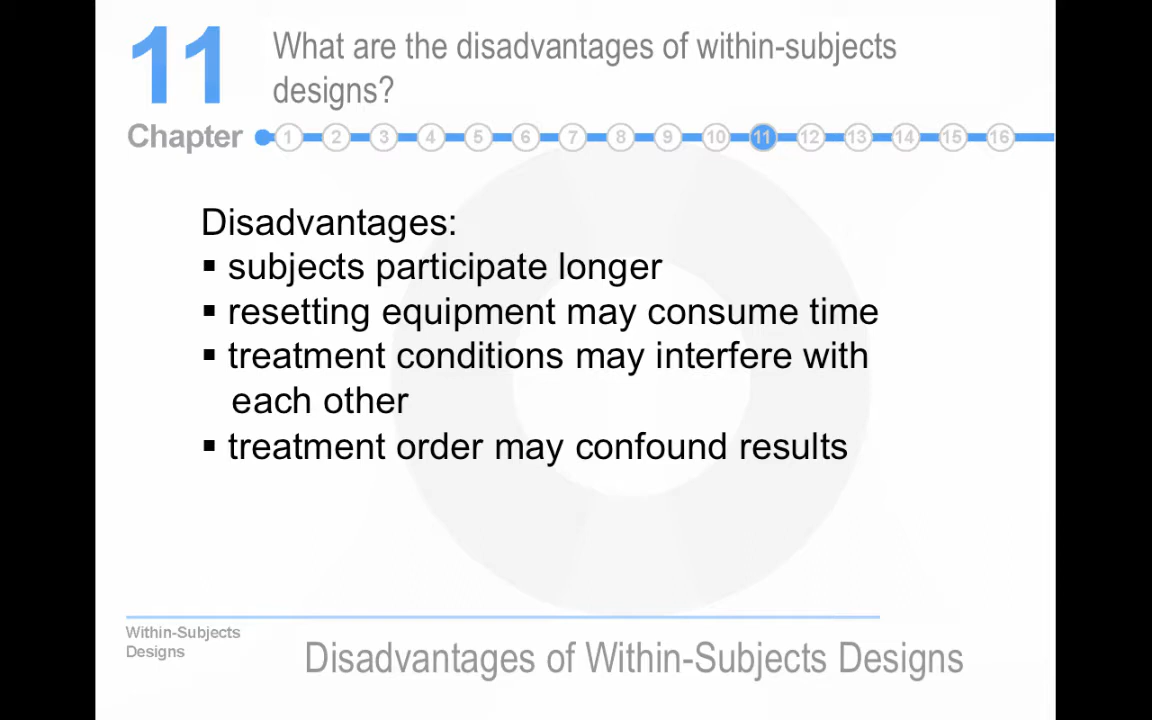 11
What are the disadvantages of within-subjects
designs?
Chapter 1 2 3 4 5 6 7 8 9 10 11 12 13 14 15 16
Disadvantages:
▪ subjects participate longer
▪ resetting equipment may consume time
▪ treatment conditions may interfere with
each other
▪ treatment order may confound results
Within-Subjects
Designs
Disadvantages of Within-Subjects Designs